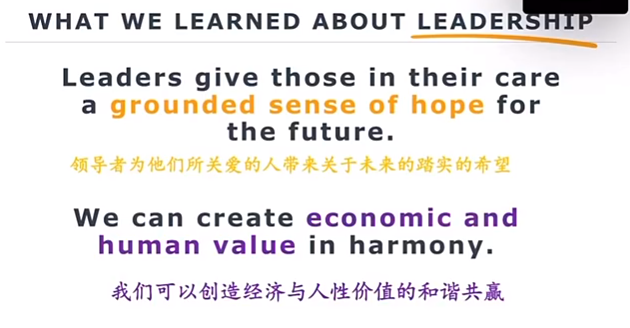 WHAT WE LEARNED ABOUT LEADERSHIP
Leaders give those in their care
a grounded sense of hope for
the future.
领导者为他们所关爱的人带来关于未来的踏实的希望
We can create economic and
human value in harmony.
我们可以创造经济与人性价值的和谐共赢